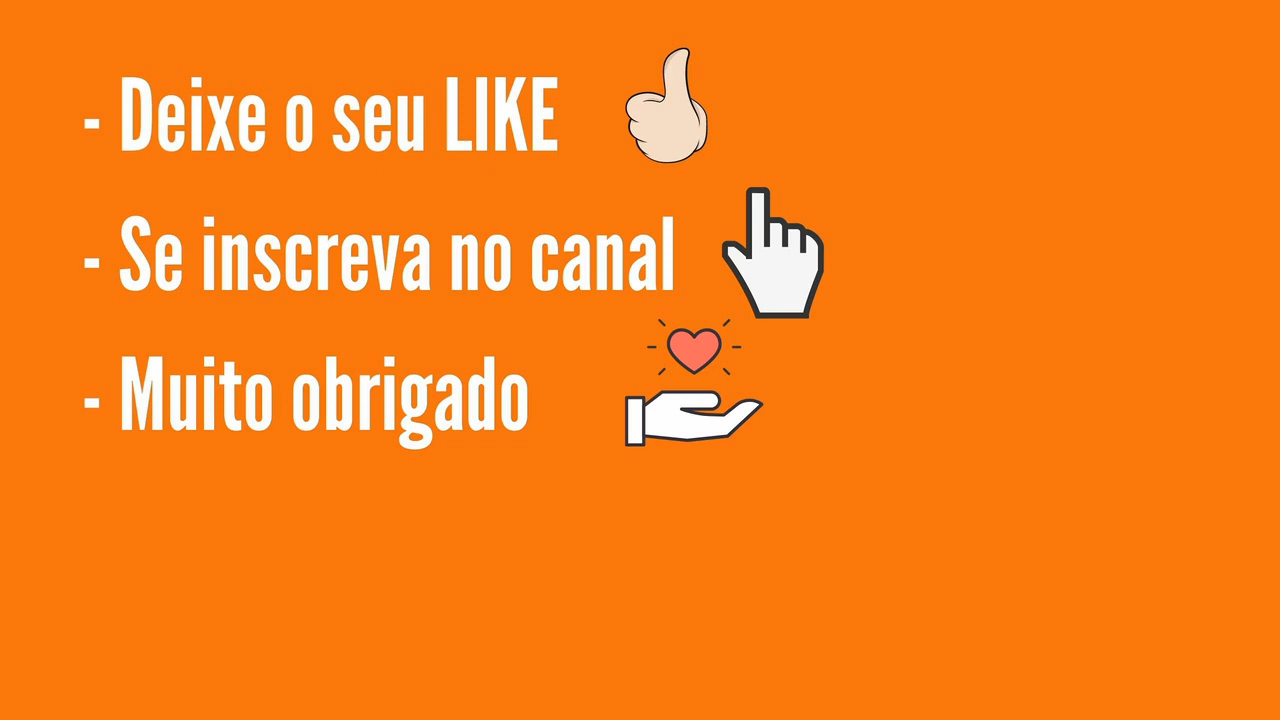 - Deixe o seu LIKE
- Se inscreva no canal
- Muito obrigado